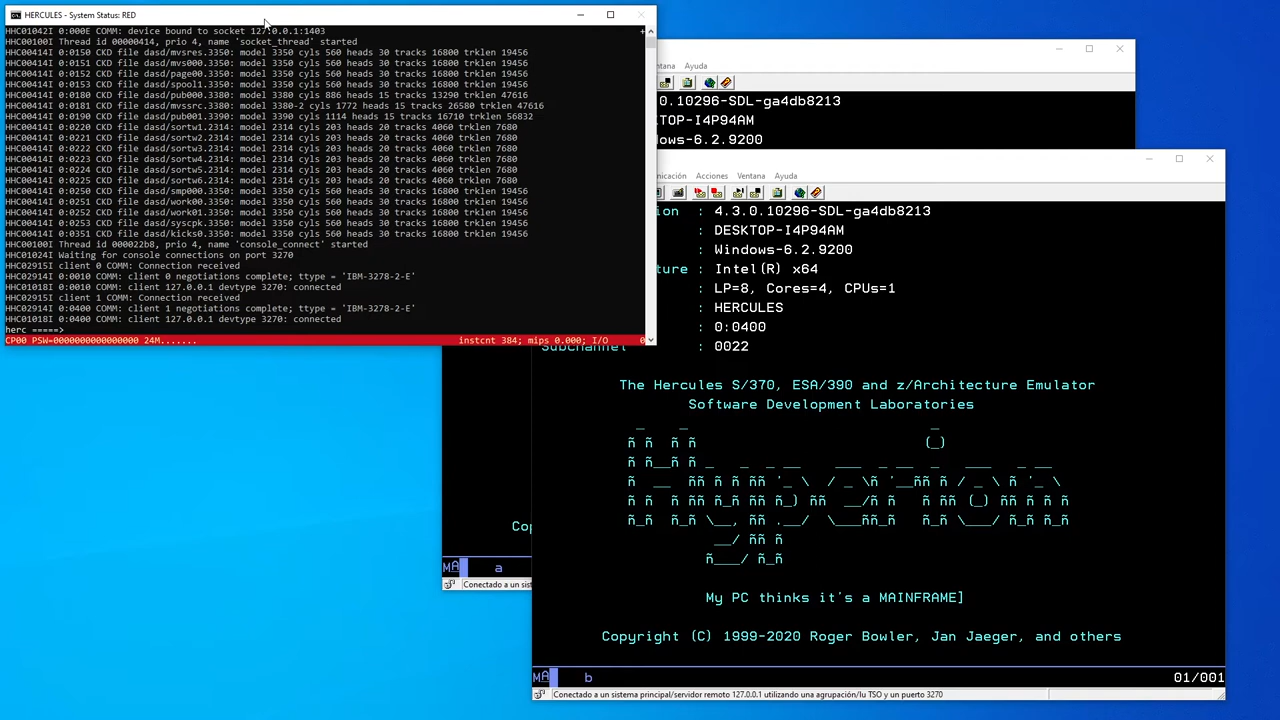 HERCULES - System Status: RED
HHC01042I 0:000E COMM: device bound to socket 127.0.0.1:1403
HHC00100I Thread id 00000414, prio 4, name 'socket_thread' started
HHC00414I 0:0150 CKD file dasd/mvsres.3350: model 3350 cyls 560 heads 30 tracks 16800 trklen 19456
HHC00414I 0:0151 CKD file dasd/mvs000.3350: model 3350 cyls 560 heads 30 tracks 16800 trklen 19456
HHC00414I 0:0152 CKD file dasd/page00.3350: model 3350 cyls 560 heads 30 tracks 16800 trklen 19456
HHC00414I 0:0153 CKD file dasd/spool1.3350: model 3350 cyls 560 heads 30 tracks 16800 trklen 19456
HHC00414I 0:0180 CKD file dasd/pub000.3380: model 3380 cyls 886 heads 15 tracks 13290 trklen 47616
HHC00414I 0:0181 CKD file dasd/mvssrc.3380: model 3380-2 cyls 1772 heads 15 tracks 26580 trklen 47616
HHC00414I 0:0190 CKD file dasd/pub001.3390: model 3390 cyls 1114 heads 15 tracks 16710 trklen 56832
HHC00414I 0:0220 CKD file dasd/sortw1.2314: model 2314 cyls 203 heads 20 tracks 4060 trklen 7680
HHC00414I 0:0221 CKD file dasd/sortw2.2314: model 2314 cyls 203 heads 20 tracks 4060 trklen 7680
HHC00414I 0:0222 CKD file dasd/sortw3.2314: model 2314 cyls 203 heads 20 tracks 4060 trklen 7680
HHC00414I 0:0223 CKD file dasd/sortw4.2314: model 2314 cyls 203 heads 20 tracks 4060 trklen 7680
HHC00414I 0:0224 CKD file dasd/sortw5.2314: model 2314 cyls 203 heads 20 tracks 4060 trklen 7680
HHC00414I 0:0225 CKD file dasd/sortw6.2314: model 2314 cyls 203 heads 20 tracks 4060 trklen 7680
HHC00414I 0:0250 CKD file dasd/smp000.3350: model 3350 cyls 560 heads 30 tracks 16800 trklen 19456
HHC00414I 0:0251 CKD file dasd/work00.3350: model 3350 cyls 560 heads 30 tracks 16800 trklen 19456
HHC00414I 0:0252 CKD file dasd/work01.3350: model 3350 cyls 560 heads 30 tracks 16800 trklen 19456
HHC00414I 0:0253 CKD file dasd/syscpk.3350: model 3350 cyls 560 heads 30 tracks 16800 trklen 19456
HHC00414I 0:0351 CKD file dasd/kicks0.3350: model 3350 cyls 560 heads 30 tracks 16800 trklen 19456
HHC00100I Thread id 000022b8, prio 4, name 'console_connect' started
HHC01024I Waiting for console connections on port 3270
HHC02915I client 0 COMM: Connection received
HHC02914I 0:0010 COMM: client 0 negotiations complete; ttype = 'IBM-3278-2-E'
HHC01018I 0:0010 COMM: client 127.0.0.1 devtype 3270: connected
HHC02915I client 1 COMM: Connection received
HHC02914I 0:0400 COMM: client 1 negotiations complete; ttype = 'IBM-3278-2-E'
HHC01018I 0:0400 COMM: client 127.0.0.1 devtype 3270: connected
herc =====>
CP00 PSW=0000000000000000 24M....... instcnt 384; mips 0.000; I/O 0
ntana Ayuda
.0.10296-SDL-ga4db8213
TOP-I4P94AM
ows-6.2.9200
Cop
MA a
Conectado a un sist
nicación Acciones Ventana Ayuda
ion : 4.3.0.10296-SDL-ga4db8213
: DESKTOP-I4P94AM
: Windows-6.2.9200
ture : Intel(R) x64
: LP=8, Cores=4, CPUs=1
: HERCULES
: 0:0400
SubChannel : 0022
The Hercules S/370, ESA/390 and z/Architecture Emulator
Software Development Laboratories
Hyperion
My PC thinks it's a MAINFRAME]
Copyright (C) 1999-2020 Roger Bowler, Jan Jaeger, and others
MA b 01/001
Conectado a un sistema principal/servidor remoto 127.0.0.1 utilizando una agrupación/lu TSO y un puerto 3270